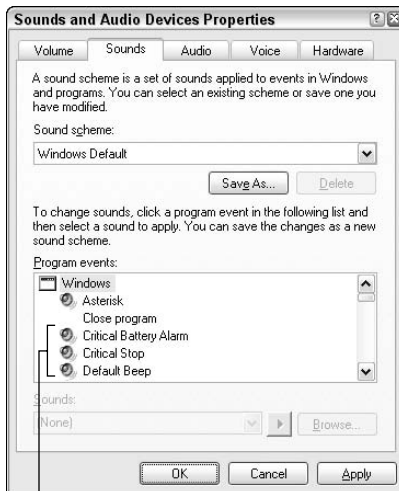 Sounds and Audio Devices Properties
Volume
Sounds
Audio
Voice
Hardware
A sound scheme is a set of sounds applied to events in Windows
and programs. You can select an existing scheme or save one you
have modified.
Sound scheme:
Windows Default
Save As...
Delete
To change sounds, click a program event in the following list and
then select a sound to apply. You can save the changes as a new
sound scheme.
Program events:
Windows
Asterisk
Close program
Critical Battery Alarm
Critical Stop
Default Beep
Sounds:
(None)
Browse...
OK
Cancel
Apply